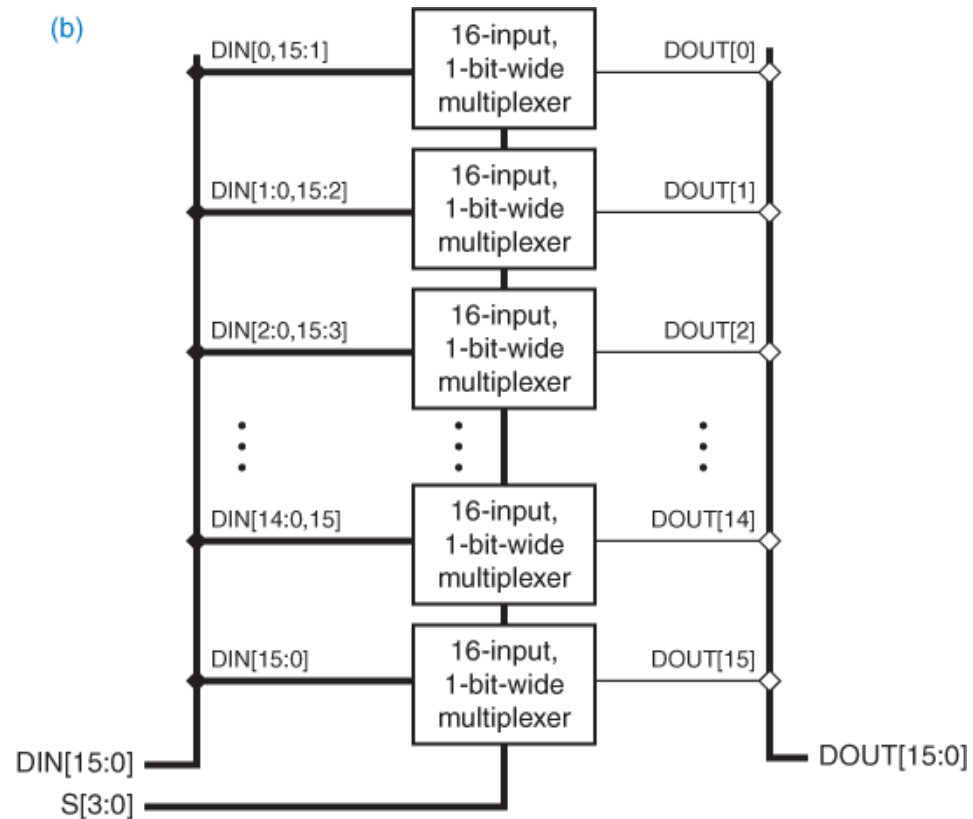 (b)
DIN[0,15:1]
16-input,
1-bit-wide
multiplexer
DOUT[0]
DIN[1:0,15:2]
16-input,
1-bit-wide
multiplexer
DOUT[1]
DIN[2:0,15:3]
16-input,
1-bit-wide
multiplexer
DOUT[2]
DIN[14:0,15]
16-input,
1-bit-wide
multiplexer
DOUT[14]
DIN[15:0]
16-input,
1-bit-wide
multiplexer
DOUT[15]
DIN[15:0]
DOUT[15:0]
S[3:0]